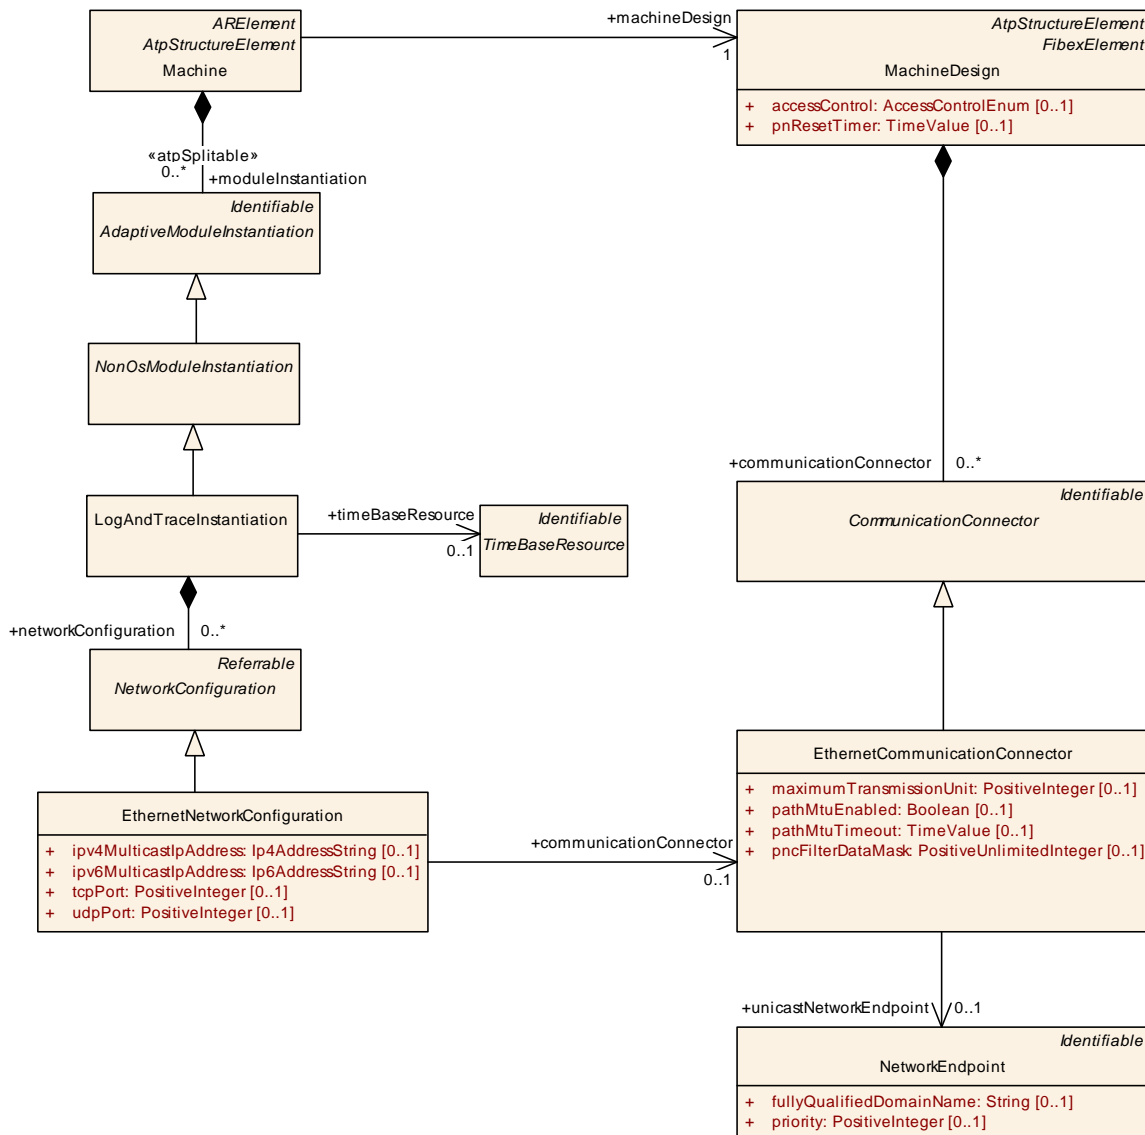 ARElement
AtpStructureElement
Machine
+machineDesign
1
AtpStructureElement
FibexElement
MachineDesign
+ accessControl: AccessControlEnum [0..1]
+ pnResetTimer: TimeValue [0..1]
«atpSplitable»
0..*
+moduleInstantiation
Identifiable
AdaptiveModuleInstantiation
NonOsModuleInstantiation
+communicationConnector
0..*
LogAndTraceInstantiation
+timeBaseResource
0..1
Identifiable
TimeBaseResource
Identifiable
CommunicationConnector
+networkConfiguration
0..*
Referrable
NetworkConfiguration
EthernetNetworkConfiguration
+ ipv4MulticastIpAddress: Ip4AddressString [0..1]
+ ipv6MulticastIpAddress: Ip6AddressString [0..1]
+ tcpPort: PositiveInteger [0..1]
+ udpPort: PositiveInteger [0..1]
+communicationConnector
0..1
EthernetCommunicationConnector
+ maximumTransmissionUnit: PositiveInteger [0..1]
+ pathMtuEnabled: Boolean [0..1]
+ pathMtuTimeout: TimeValue [0..1]
+ pncFilterDataMask: PositiveUnlimitedInteger [0..1]
+unicastNetworkEndpoint
0..1
Identifiable
NetworkEndpoint
+ fullyQualifiedDomainName: String [0..1]
+ priority: PositiveInteger [0..1]